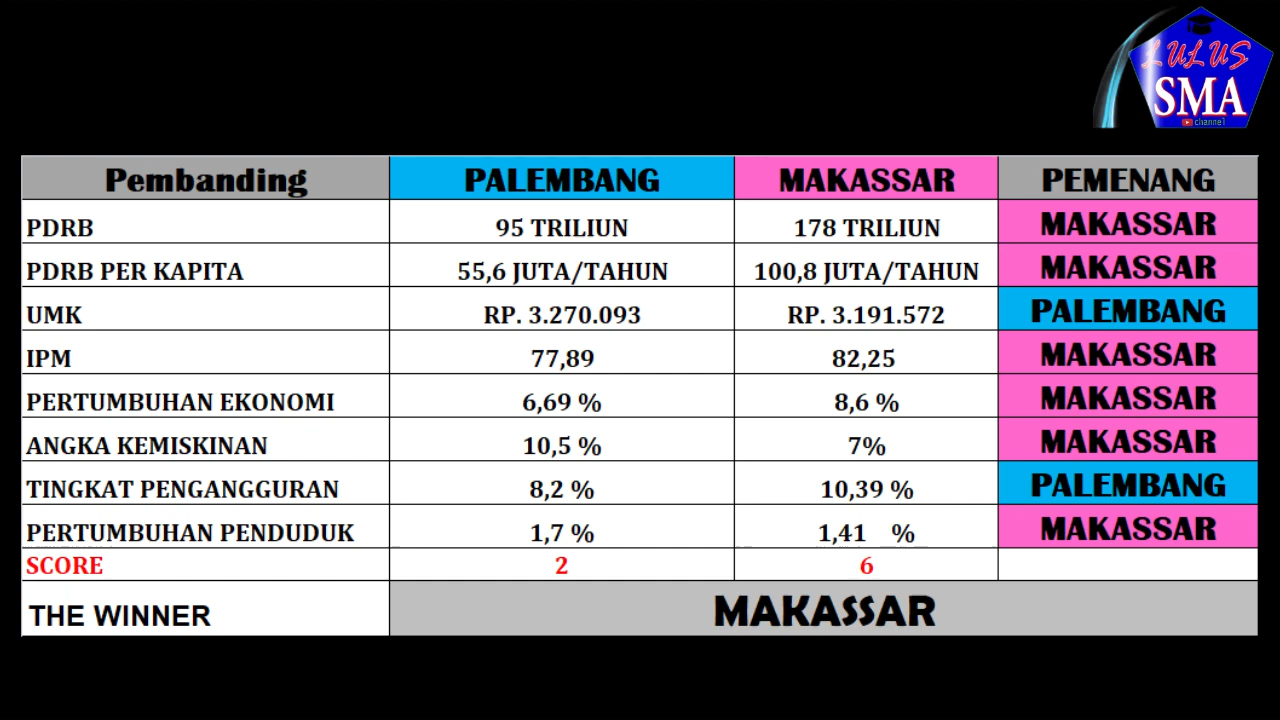 LULUS
SMA
channel
Pembanding PALEMBANG MAKASSAR PEMENANG
PDRB 95 TRILIUN 178 TRILIUN MAKASSAR
PDRB PER KAPITA 55,6 JUTA/TAHUN 100,8 JUTA/TAHUN MAKASSAR
UMK RP. 3.270.093 RP. 3.191.572 PALEMBANG
IPM 77,89 82,25 MAKASSAR
PERTUMBUHAN EKONOMI 6,69 % 8,6 % MAKASSAR
ANGKA KEMISKINAN 10,5 % 7% MAKASSAR
TINGKAT PENGANGGURAN 8,2 % 10,39 % PALEMBANG
PERTUMBUHAN PENDUDUK 1,7 % 1,41 % MAKASSAR
SCORE 2 6
THE WINNER MAKASSAR